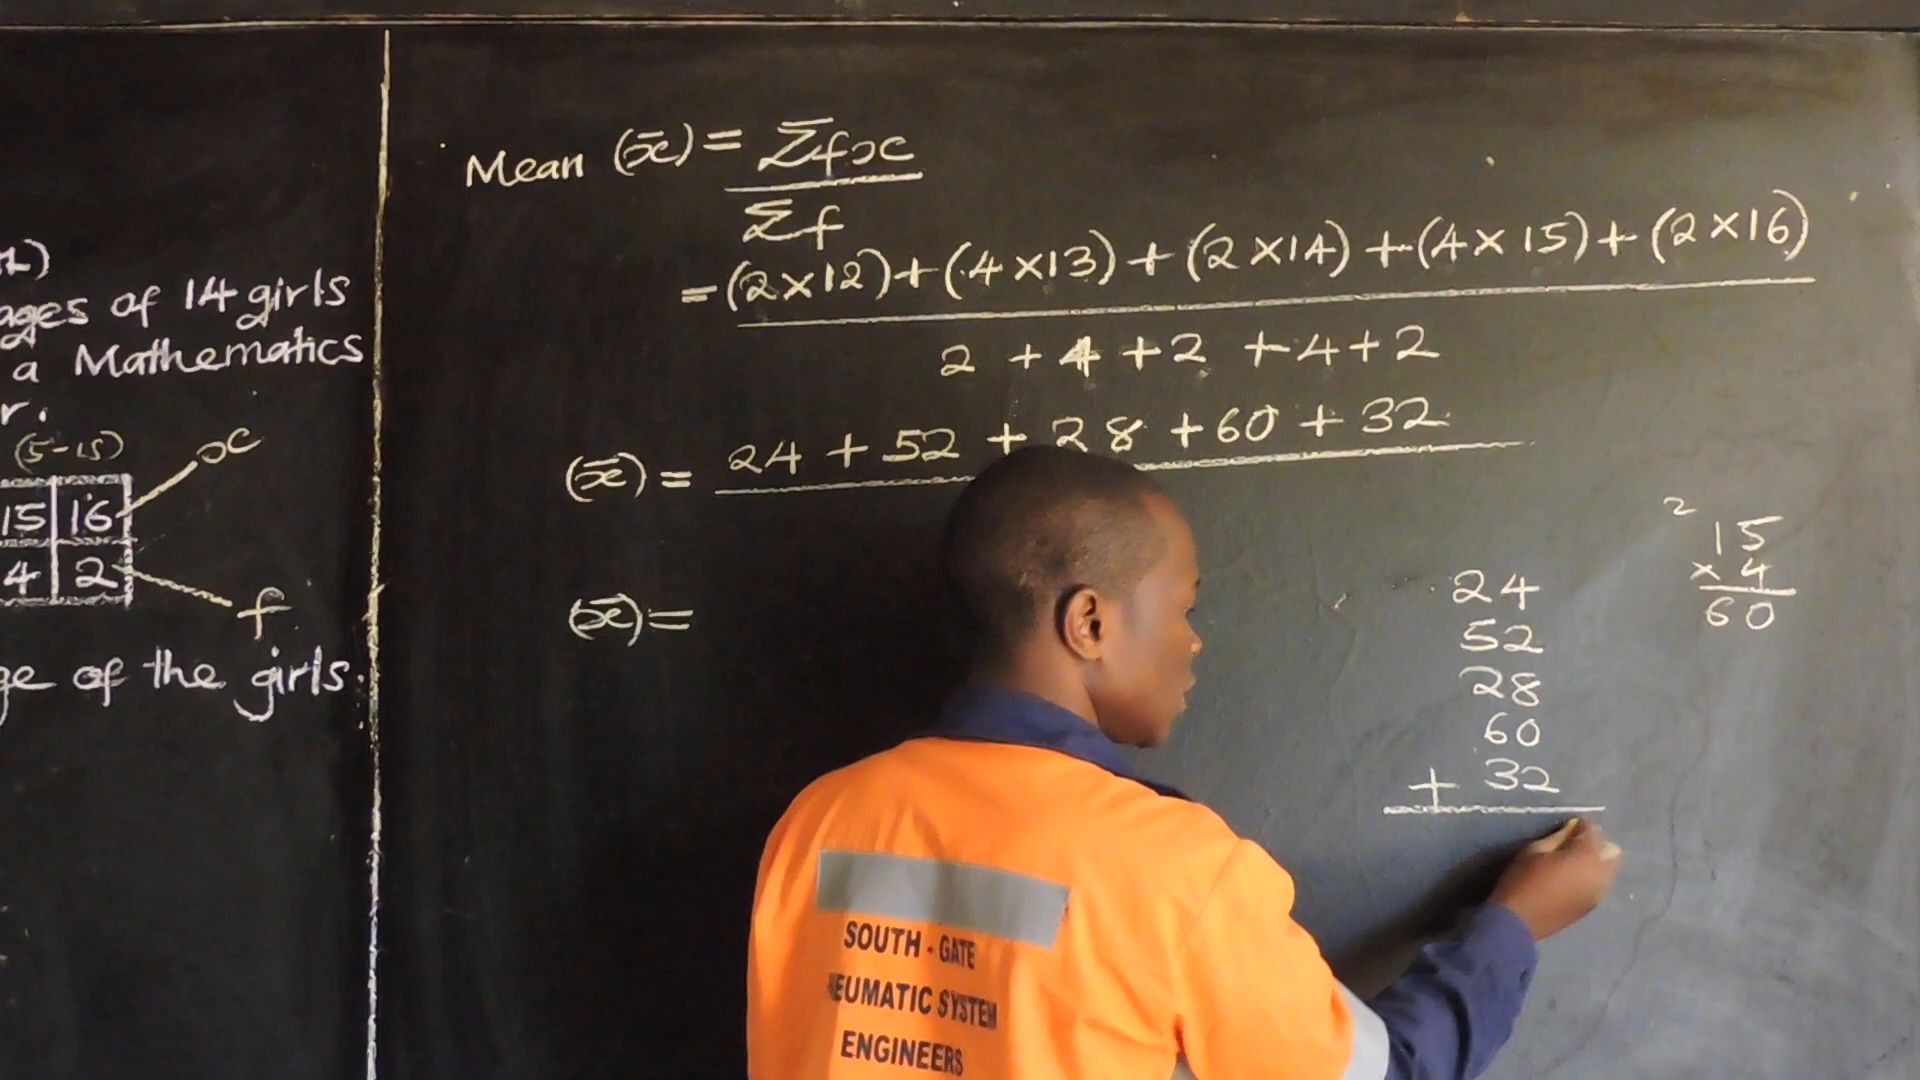 ages of 14 girls
a Mathematics
r.
(5-15)
x
15 16
4 2
f
ge of the girls.
Mean (x̄) = Σfx
Σf
= (2×12) + (4×13) + (2×14) + (4×15) + (2×16)
2 + 4 + 2 + 4 + 2
(x̄) = 24 + 52 + 28 + 60 + 32
(x̄) =
24
52
28
60
+ 32
2
15
× 4
60
SOUTH - GATE
NEUMATIC SYSTEM
ENGINEERS